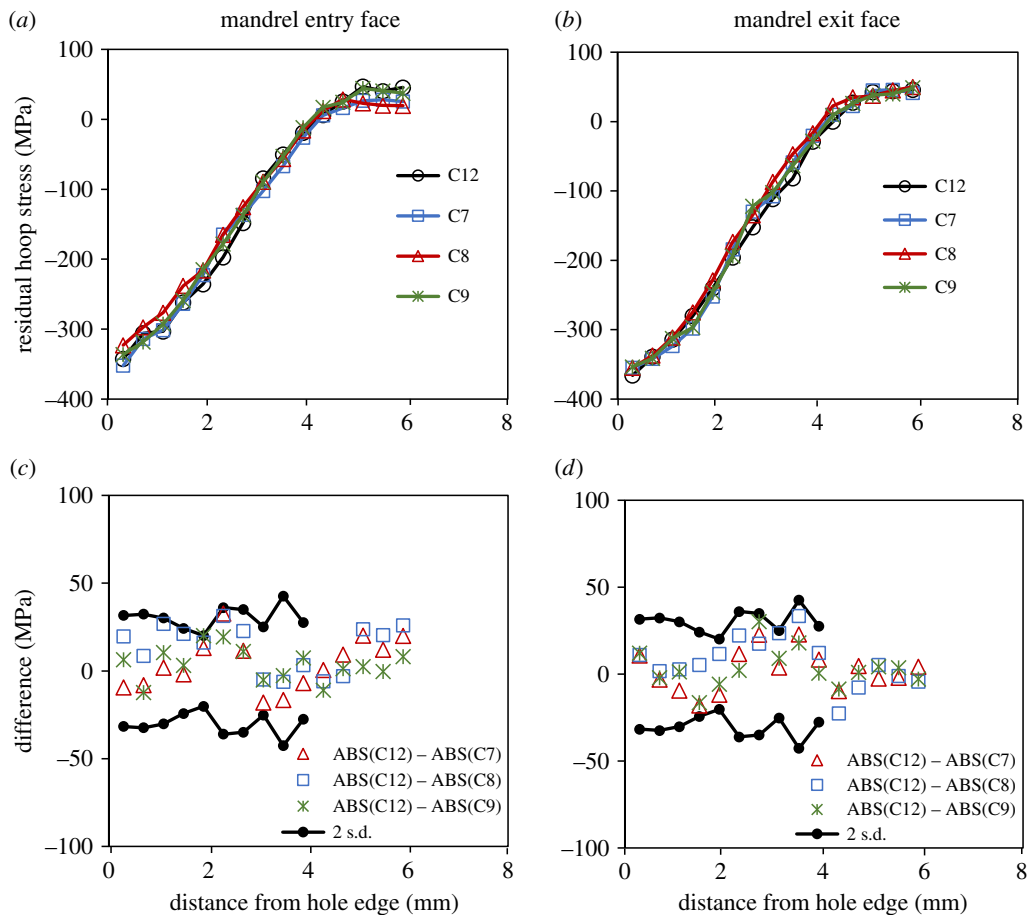 (a) mandrel entry face
100
0
–100
–200
–300
–400
residual hoop stress (MPa)
C12
C7
C8
C9
0 2 4 6 8
(b) mandrel exit face
100
0
–100
–200
–300
–400
C12
C7
C8
C9
0 2 4 6 8
(c)
100
50
0
–50
–100
difference (MPa)
ABS(C12) – ABS(C7)
ABS(C12) – ABS(C8)
ABS(C12) – ABS(C9)
2 s.d.
0 2 4 6 8
distance from hole edge (mm)
(d)
100
50
0
–50
–100
ABS(C12) – ABS(C7)
ABS(C12) – ABS(C8)
ABS(C12) – ABS(C9)
2 s.d.
0 2 4 6 8
distance from hole edge (mm)